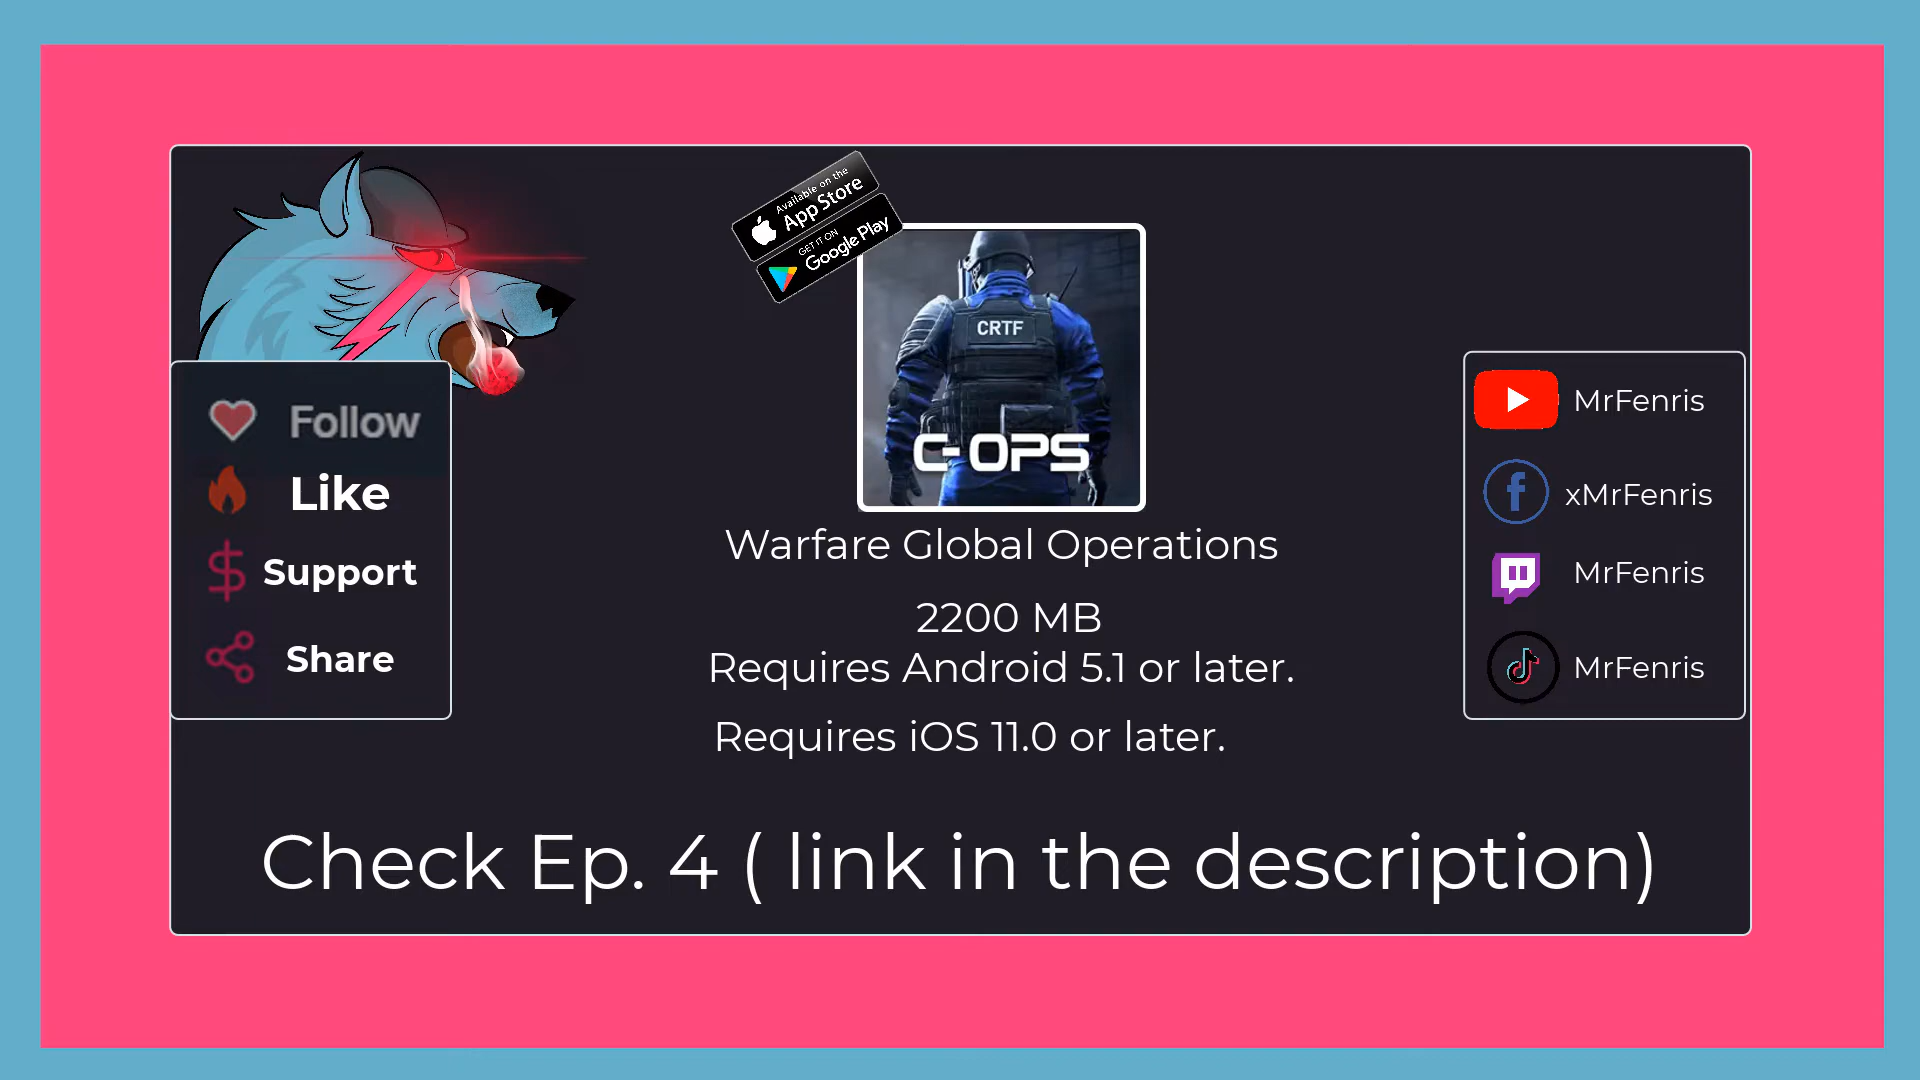 Available on the
App Store
GET IT ON
Google Play
CRTF
C-OPS
Follow
Like
Support
Share
MrFenris
xMrFenris
MrFenris
MrFenris
Warfare Global Operations
2200 MB
Requires Android 5.1 or later.
Requires iOS 11.0 or later.
Check Ep. 4 ( link in the description)